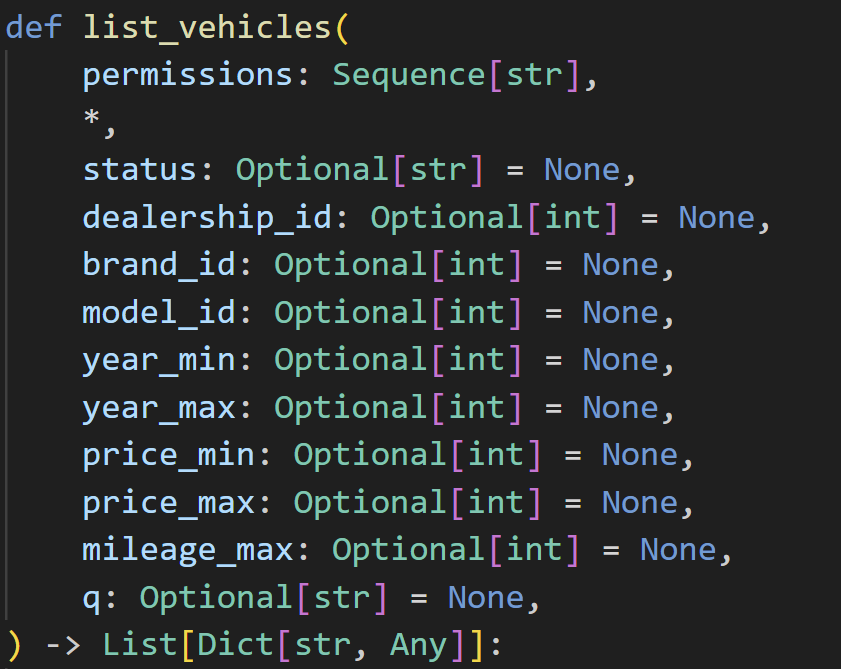 def list_vehicles(
    permissions: Sequence[str],
    *,
    status: Optional[str] = None,
    dealership_id: Optional[int] = None,
    brand_id: Optional[int] = None,
    model_id: Optional[int] = None,
    year_min: Optional[int] = None,
    year_max: Optional[int] = None,
    price_min: Optional[int] = None,
    price_max: Optional[int] = None,
    mileage_max: Optional[int] = None,
    q: Optional[str] = None,
) -> List[Dict[str, Any]]: